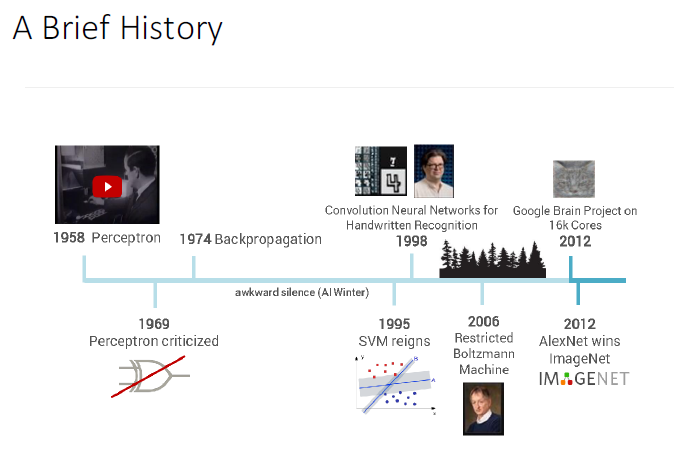 A Brief History
7
4
Convolution Neural Networks for
Handwritten Recognition
1998
Google Brain Project on
16k Cores
2012
1958 Perceptron
1974 Backpropagation
awkward silence (AI Winter)
1969
Perceptron criticized
1995
SVM reigns
Y
B
A
x
2006
Restricted
Boltzmann
Machine
2012
AlexNet wins
ImageNet
IMAGENET